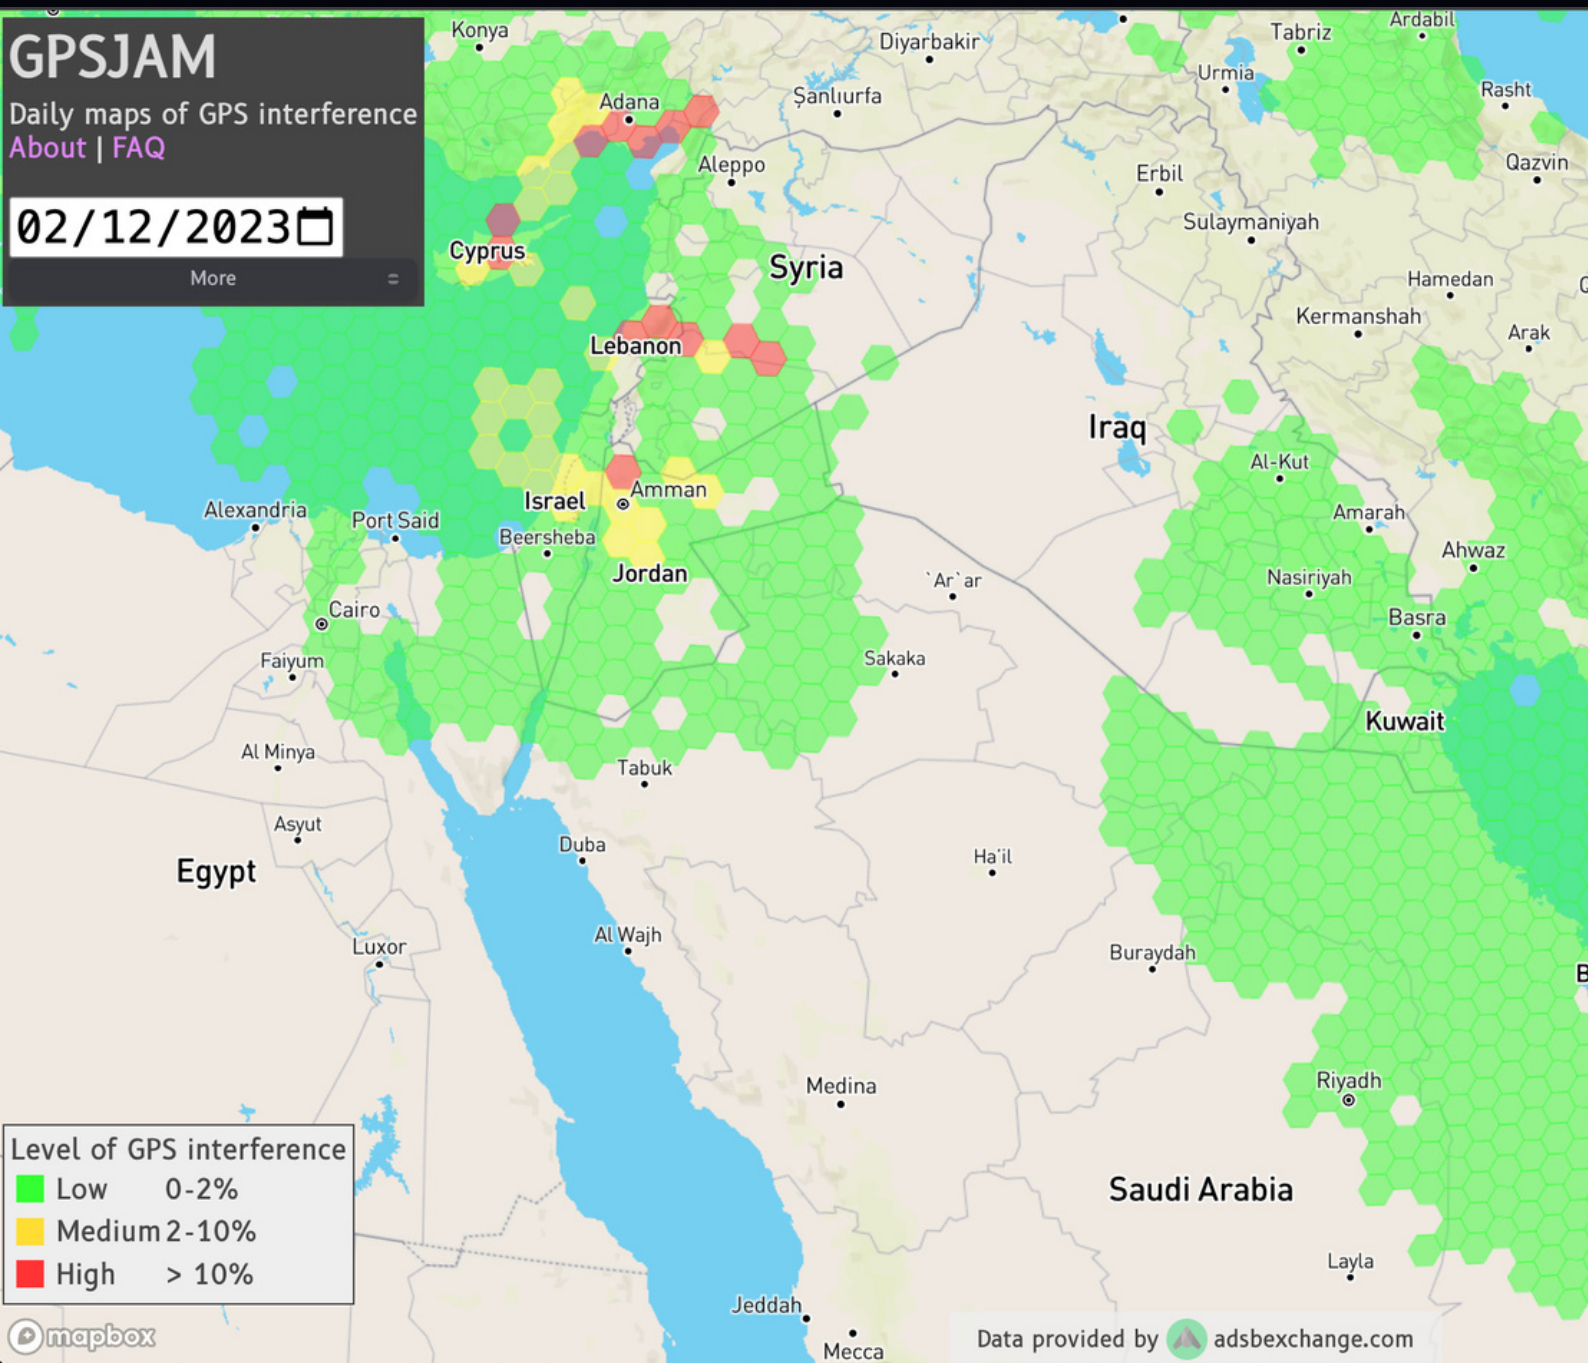 GPSJAM
Daily maps of GPS interference
About | FAQ
02/12/2023
More
Konya
Diyarbakir
Tabriz
Ardabil
Urmia
Rasht
Adana
Şanlıurfa
Aleppo
Erbil
Qazvin
Sulaymaniyah
Cyprus
Syria
Hamedan
Kermanshah
Arak
Lebanon
Iraq
Al-Kut
Amarah
Ahwaz
Israel
Amman
Alexandria
Port Said
Beersheba
Jordan
`Ar`ar
Nasiriyah
Basra
Cairo
Faiyum
Sakaka
Kuwait
Al Minya
Tabuk
Asyut
Duba
Egypt
Ha'il
Al Wajh
Luxor
Buraydah
B
Medina
Riyadh
Saudi Arabia
Layla
Jeddah
Mecca
Level of GPS interference
Low 0-2%
Medium 2-10%
High > 10%
mapbox
Data provided by adsbexchange.com